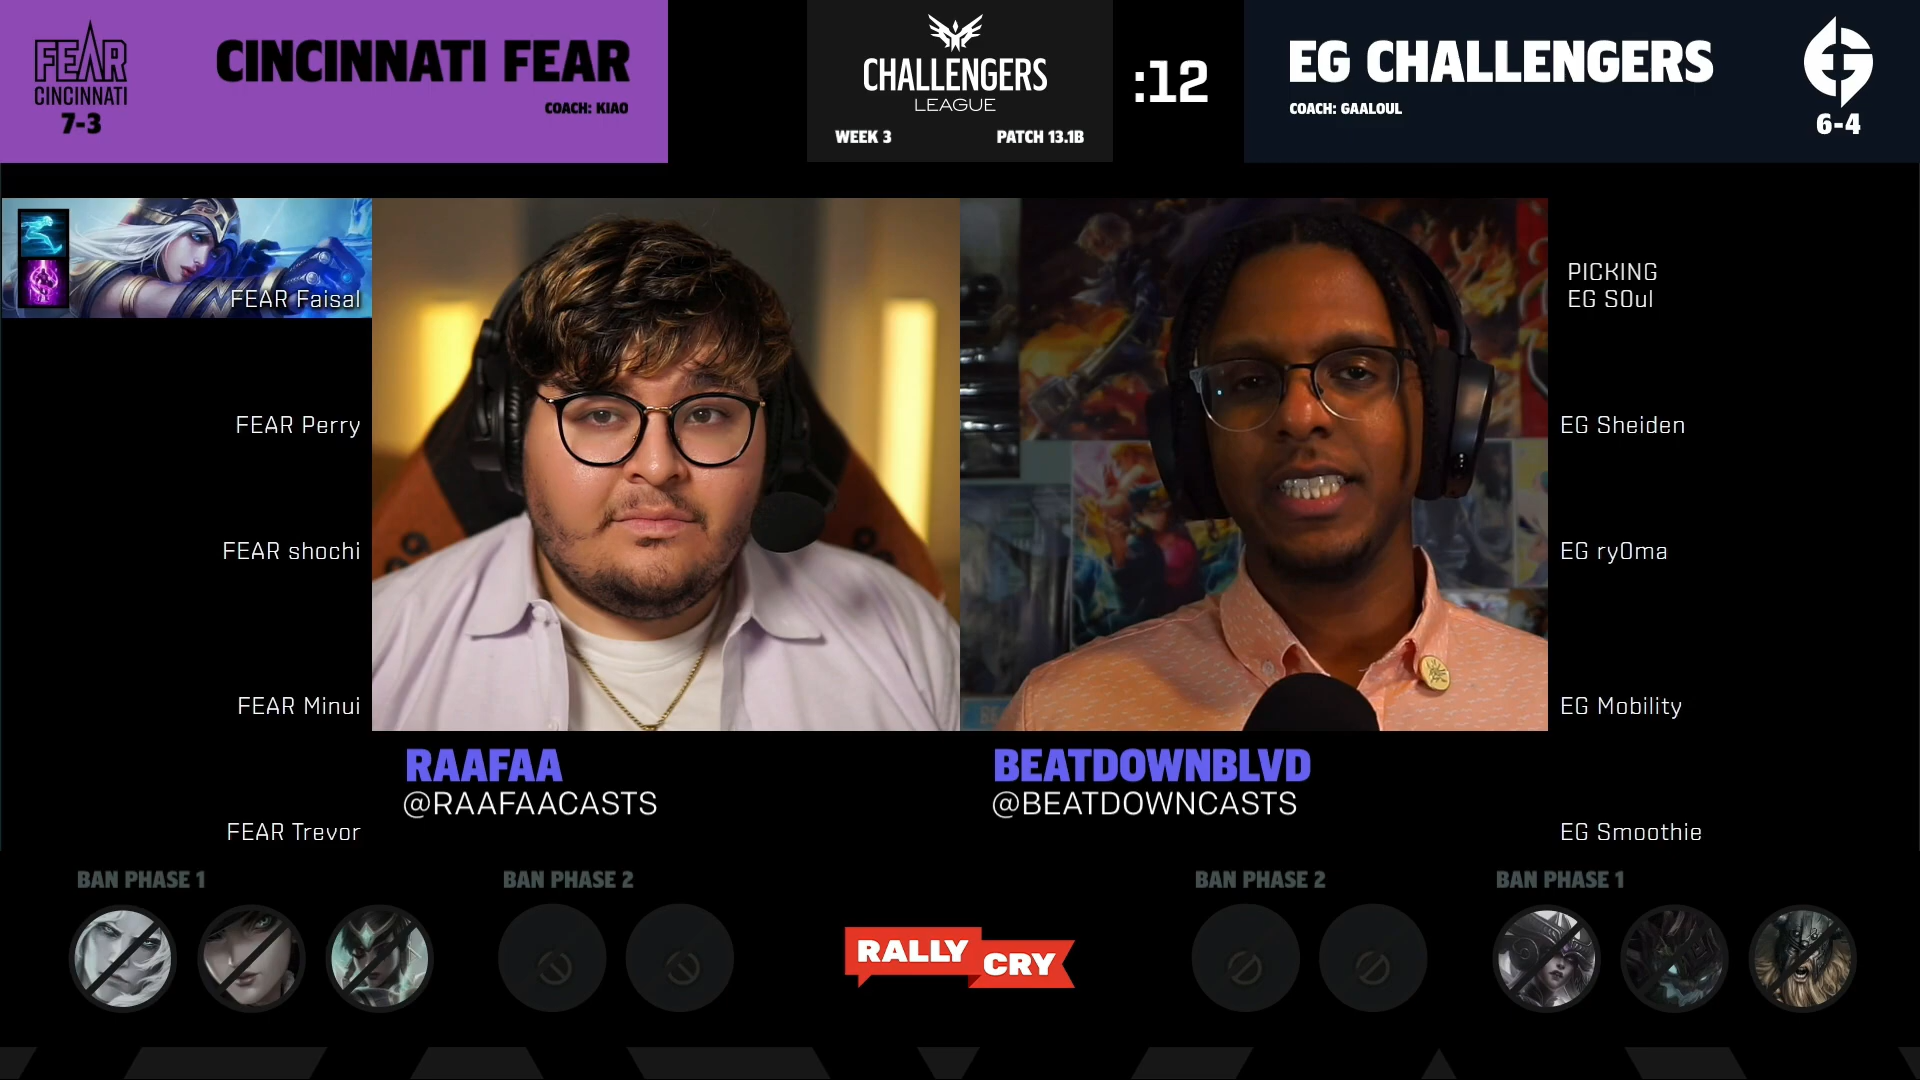 FEAR
CINCINNATI
7-3
CINCINNATI FEAR
COACH: KIAO
CHALLENGERS
LEAGUE
WEEK 3
PATCH 13.1B
:12
EG CHALLENGERS
COACH: GAALOUL
EG
6-4
FEAR Faisal
FEAR Perry
FEAR shochi
FEAR Minui
FEAR Trevor
PICKING
EG S0ul
EG Sheiden
EG ry0ma
EG Mobility
EG Smoothie
RAAFAA
@RAAFAACASTS
BEATDOWNBLVD
@BEATDOWNCASTS
BAN PHASE 1
BAN PHASE 2
BAN PHASE 2
BAN PHASE 1
RALLY
CRY